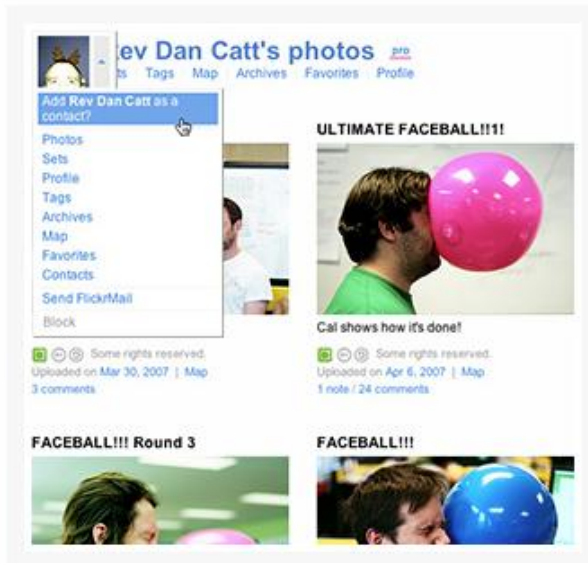 Rev Dan Catt's photos pro
ts Tags Map Archives Favorites Profile
Add Rev Dan Catt as a
contact?
Photos
Sets
Profile
Tags
Archives
Map
Favorites
Contacts
Send FlickrMail
Block
Some rights reserved.
Uploaded on Mar 30, 2007 | Map
3 comments
ULTIMATE FACEBALL!!1!
Cal shows how it's done!
Some rights reserved.
Uploaded on Apr 6, 2007 | Map
1 note / 24 comments
FACEBALL!!! Round 3
FACEBALL!!!